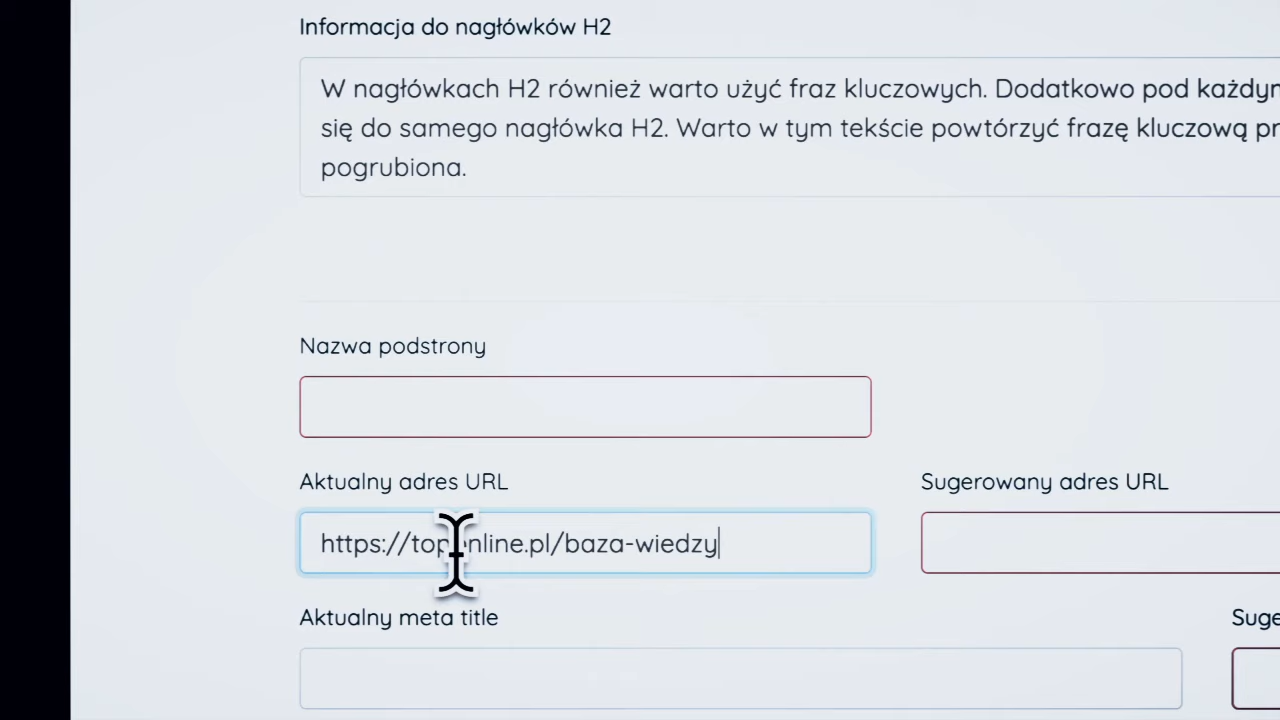 Informacja do nagłówków H2
W nagłówkach H2 również warto użyć fraz kluczowych. Dodatkowo pod każdym
się do samego nagłówka H2. Warto w tym tekście powtórzyć frazę kluczową
pogrubiona.
Nazwa podstrony
Aktualny adres URL
Sugerowany adres URL
https://toponline.pl/baza-wiedzy
Aktualny meta title